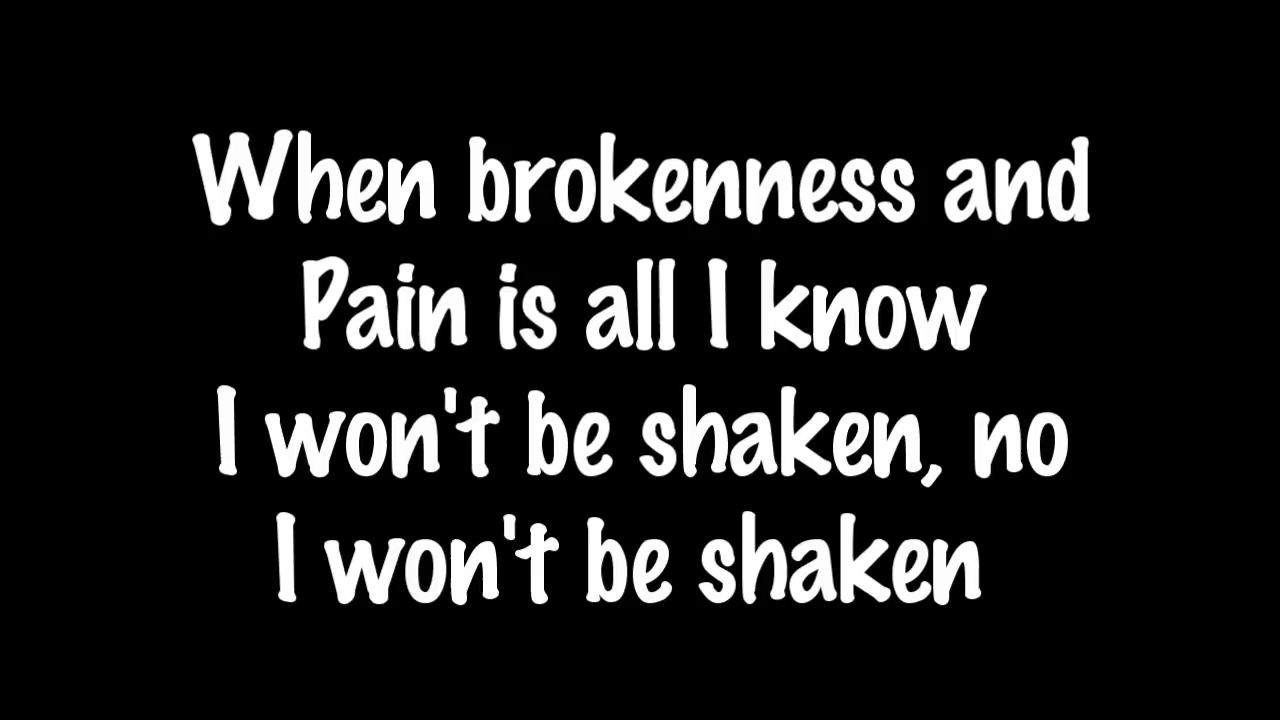 When brokenness and
Pain is all I know
I won't be shaken, no
I won't be shaken